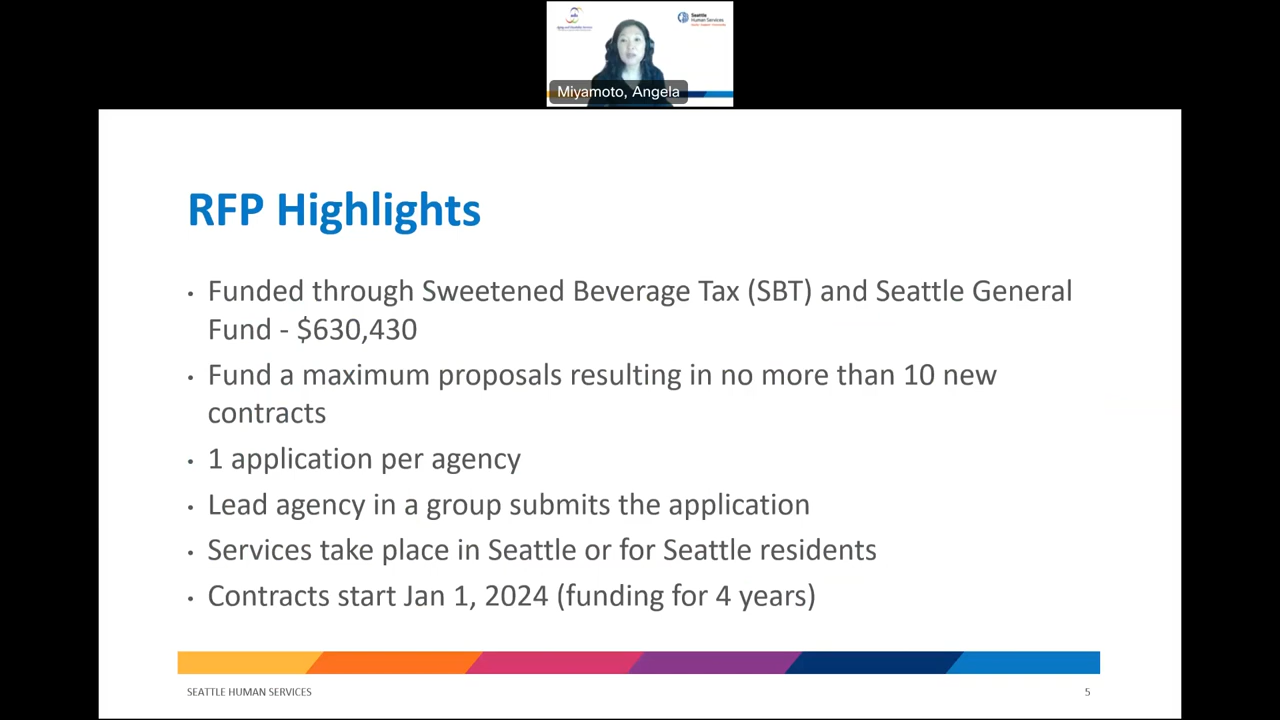 Seattle
Human Services
Miyamoto, Angela
RFP Highlights
• Funded through Sweetened Beverage Tax (SBT) and Seattle General
Fund - $630,430
• Fund a maximum proposals resulting in no more than 10 new
contracts
• 1 application per agency
• Lead agency in a group submits the application
• Services take place in Seattle or for Seattle residents
• Contracts start Jan 1, 2024 (funding for 4 years)
SEATTLE HUMAN SERVICES
5